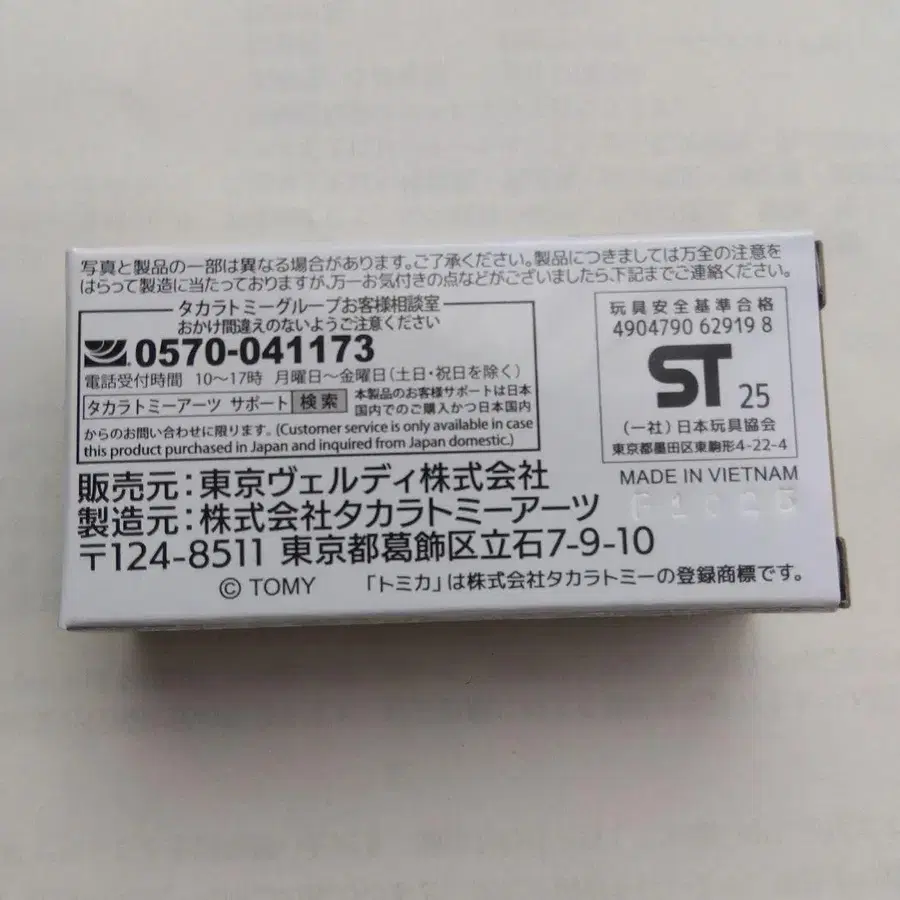 写真と製品の一部は異なる場合があります。ご了承ください。製品につきましては万全の注意を
はらって製造に当たっておりますが、万一お気付きの点などがございましたら、下記までご連絡ください。
タカラトミーグループお客様相談室
おかけ間違えのないようご注意ください
0570-041173
電話受付時間 10〜17時 月曜日〜金曜日(土日・祝日を除く)
タカラトミーアーツ サポート 検索 本製品のお客様サポートは日本
国内でのご購入かつ日本国内
からのお問い合わせに限ります。(Customer service is only available in case
this product purchased in Japan and inquired from Japan domestic.)
玩具安全基準合格
4904790 62919 8
ST 25
(一社)日本玩具協会
東京都墨田区東駒形4-22-4
MADE IN VIETNAM
販売元:東京ヴェルディ株式会社
製造元:株式会社タカラトミーアーツ
〒124-8511 東京都葛飾区立石7-9-10
© TOMY 「トミカ」は株式会社タカラトミーの登録商標です。